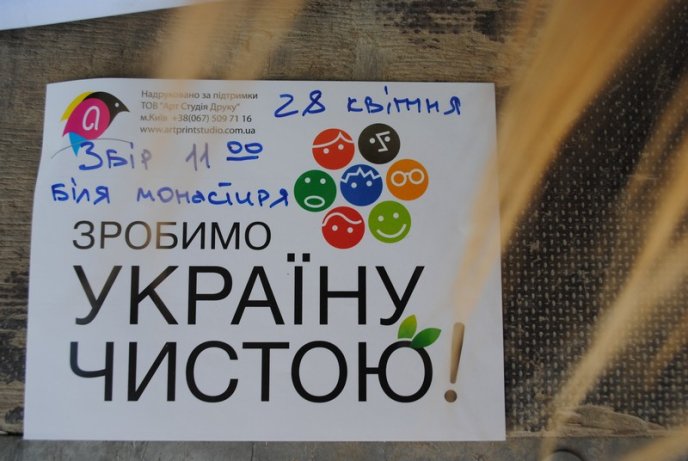 Надруковано за підтримки
ТОВ "Арт Студія Друку"
м.Київ +38(067) 509 71 16
www.artprintstudio.com.ua
28 квітня
Збір 11 00
біля монастиря
ЗРОБИМО
УКРАЇНУ
ЧИСТОЮ!